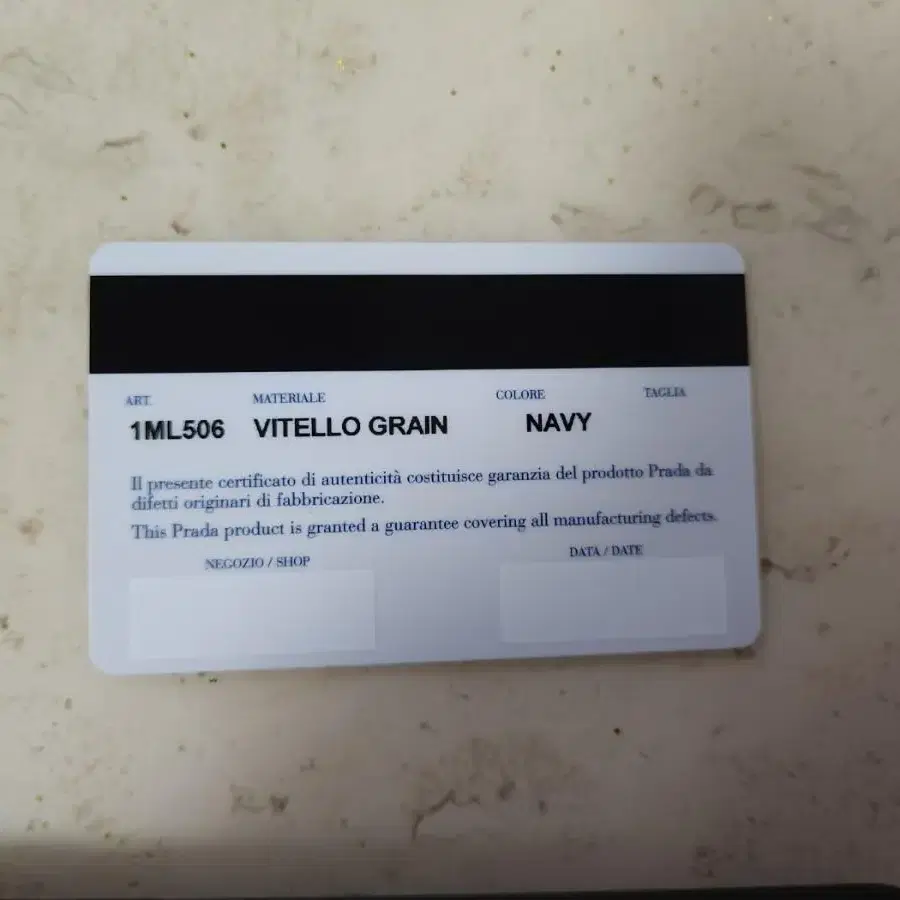 ART. MATERIALE COLORE TAGLIA
1ML506 VITELLO GRAIN NAVY
Il presente certificato di autenticità costituisce garanzia del prodotto Prada da
difetti originari di fabbricazione.
This Prada product is granted a guarantee covering all manufacturing defects.
NEGOZIO / SHOP DATA / DATE